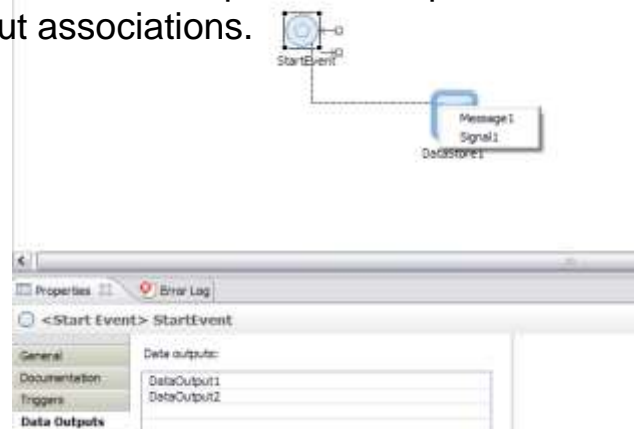 ut associations.
StartEvent
Message1
Signal1
DataStore1
Properties Error Log
<Start Event> StartEvent
General
Data outputs:
Documentation
DataOutput1
Triggers
DataOutput2
Data Outputs